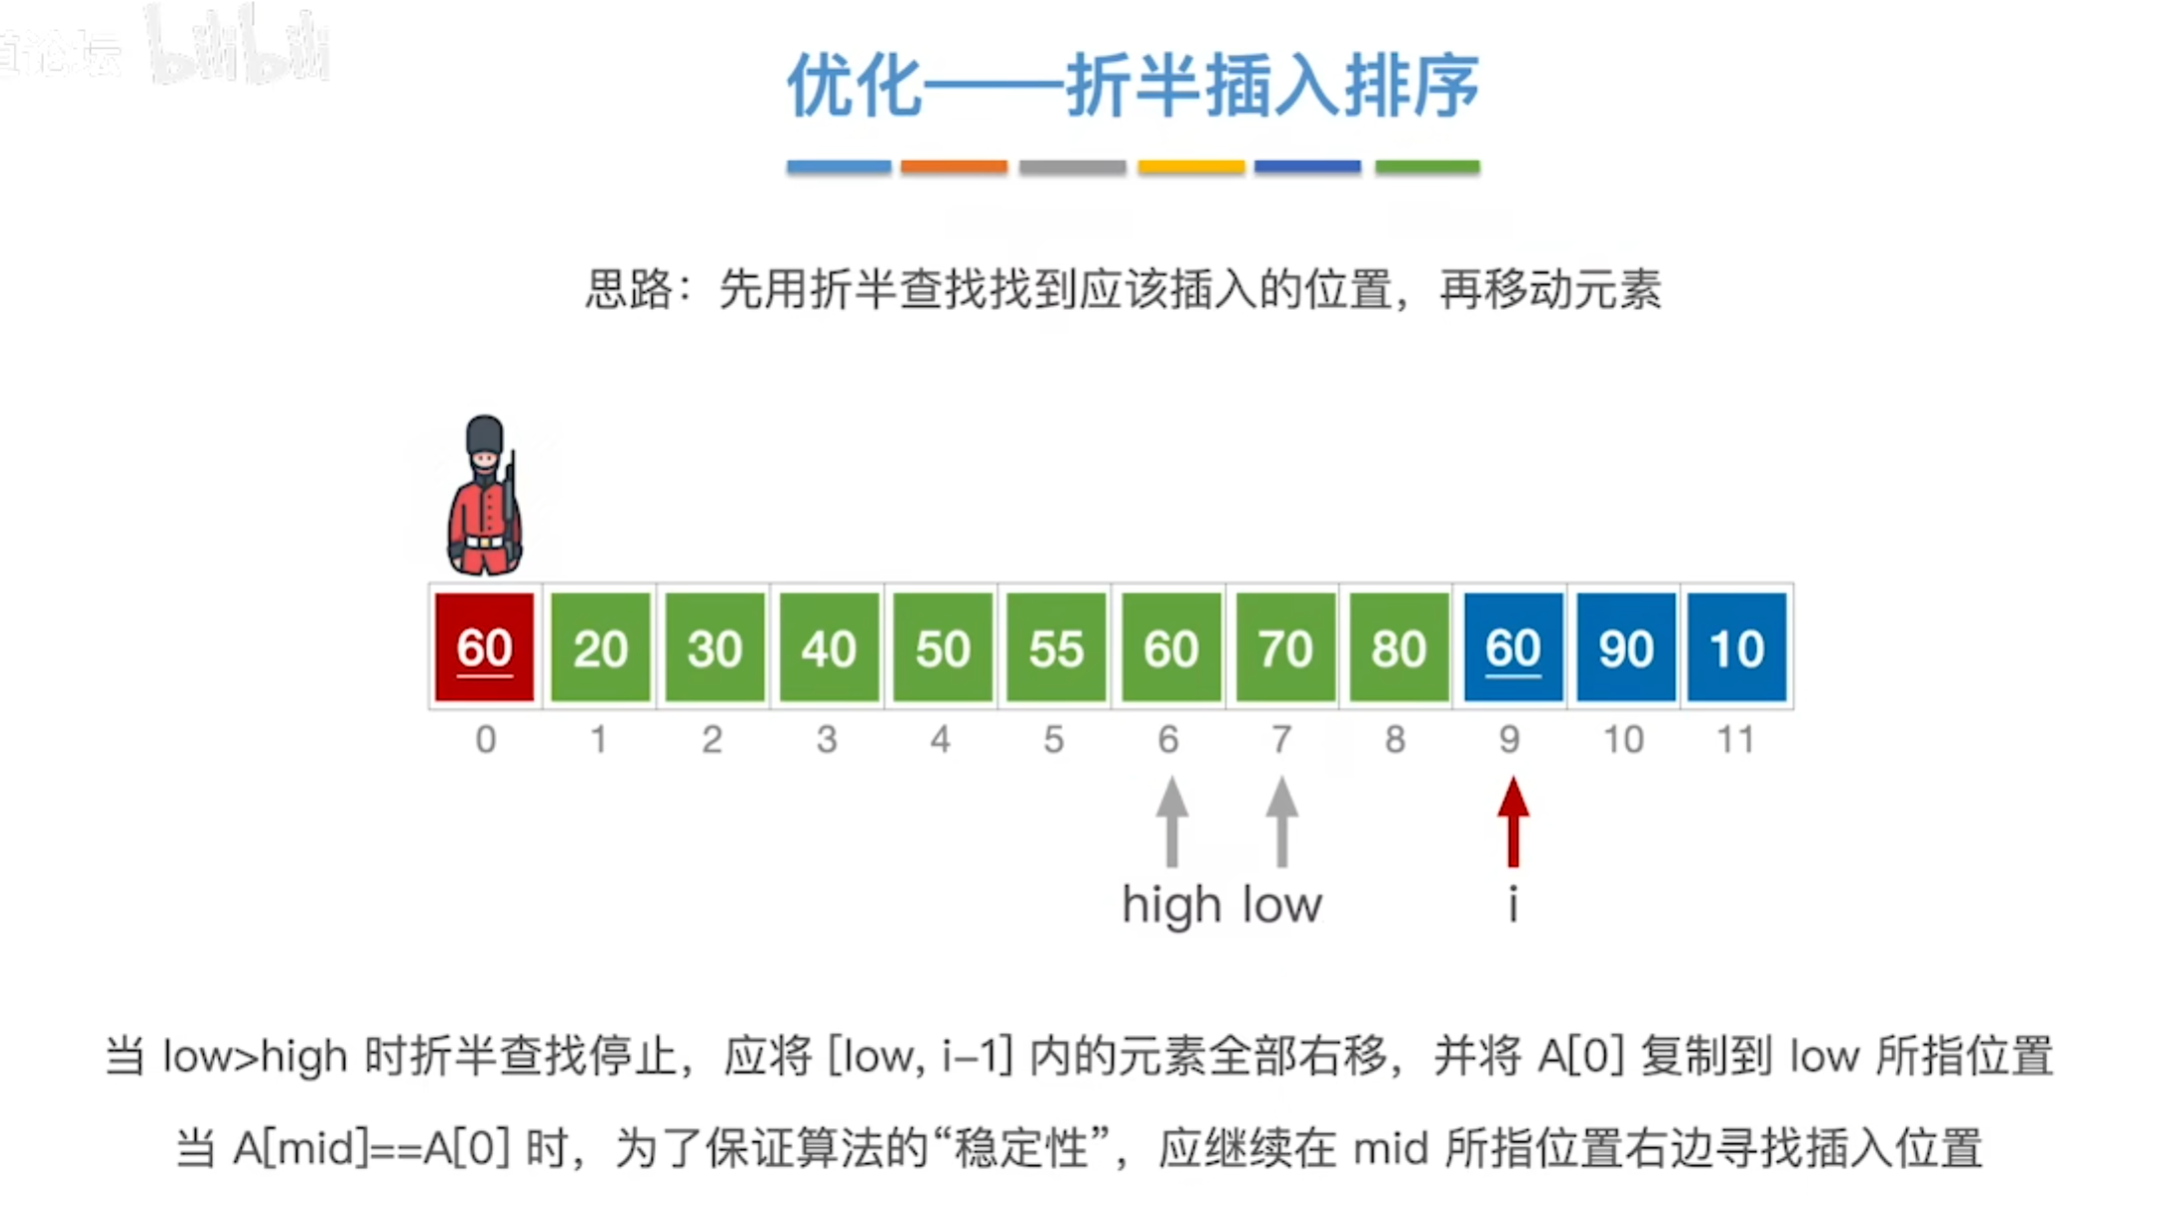 论坛 bilibili
优化——折半插入排序
思路：先用折半查找找到应该插入的位置，再移动元素
60 20 30 40 50 55 60 70 80 60 90 10
0 1 2 3 4 5 6 7 8 9 10 11
high low i
当 low>high 时折半查找停止，应将 [low, i-1] 内的元素全部右移，并将 A[0] 复制到 low 所指位置
当 A[mid]==A[0] 时，为了保证算法的“稳定性”，应继续在 mid 所指位置右边寻找插入位置